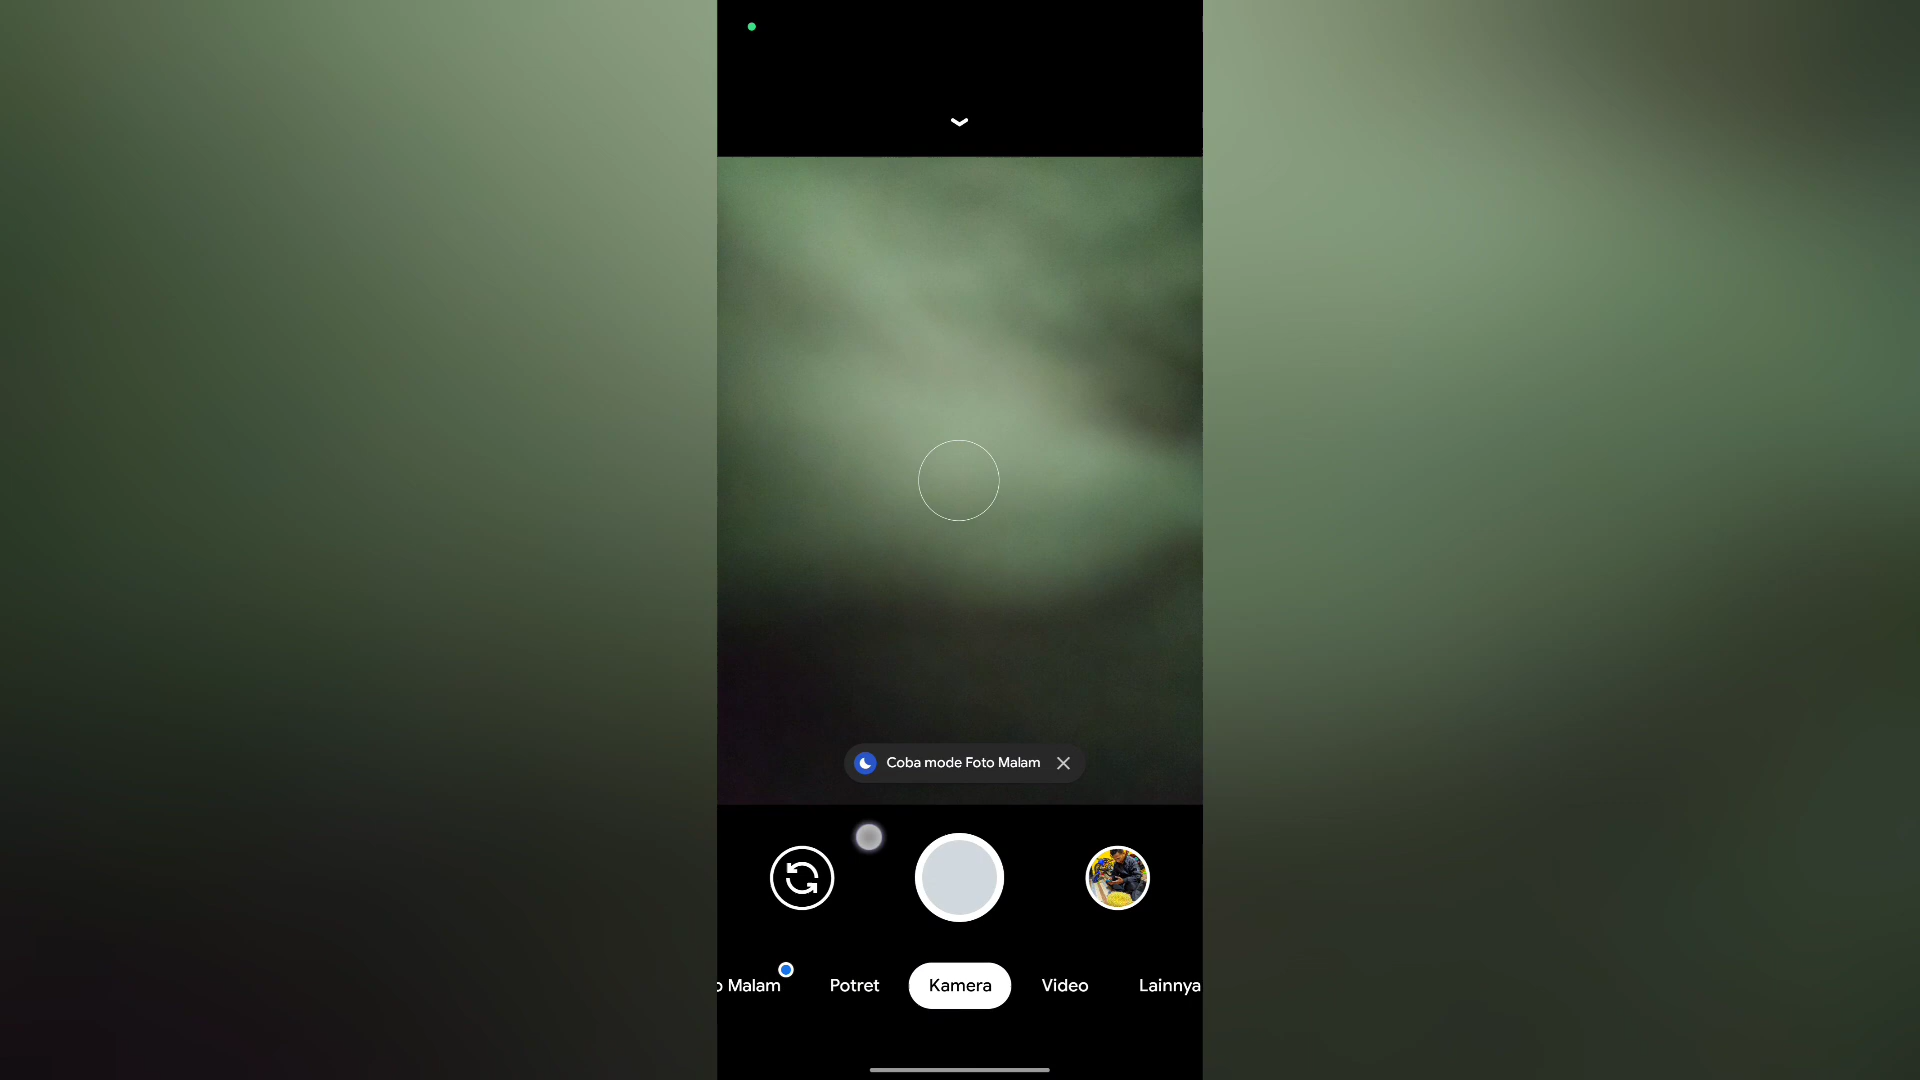 Coba mode Foto Malam
o Malam
Potret
Kamera
Video
Lainnya